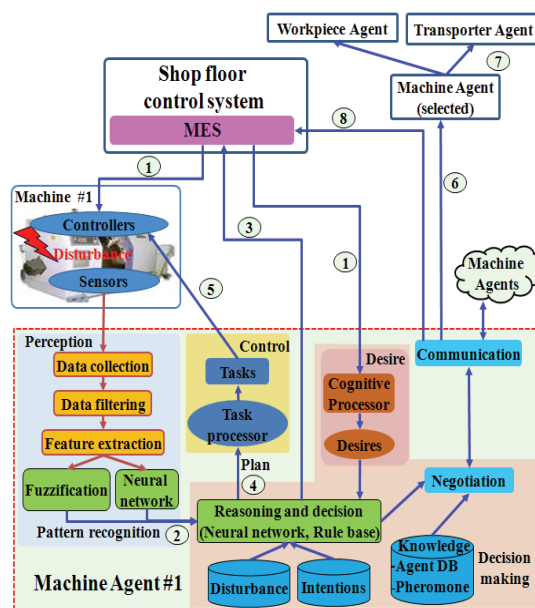 Workpiece Agent
Transporter Agent
7
Shop floor
control system
MES
Machine Agent
(selected)
8
1
6
Machine #1
Controllers
Disturbance
Sensors
3
1
5
Machine
Agents
Perception
Control
Desire
Communication
Data collection
Tasks
Cognitive
Processor
Data filtering
Task
processor
Feature extraction
Desires
Fuzzification
Neural
network
Plan
4
Negotiation
Pattern recognition
2
Reasoning and decision
(Neural network, Rule base)
Knowledge
-Agent DB
-Pheromone
Decision
making
Machine Agent #1
Disturbance
Intentions